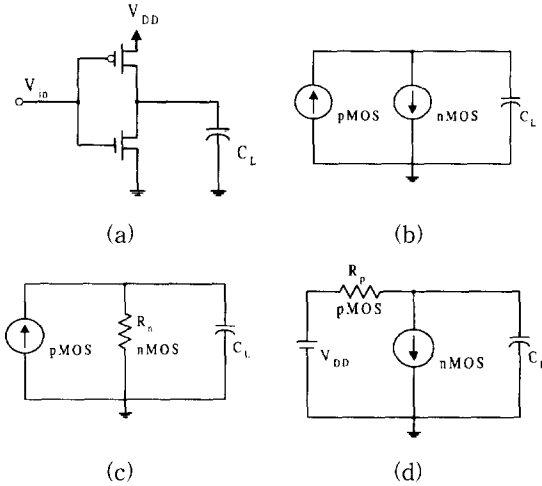 V_DD
V_in
C_L
(a)
pMOS
nMOS
C_L
(b)
pMOS
R_n
nMOS
C_L
(c)
R_p
pMOS
V_DD
nMOS
C_L
(d)